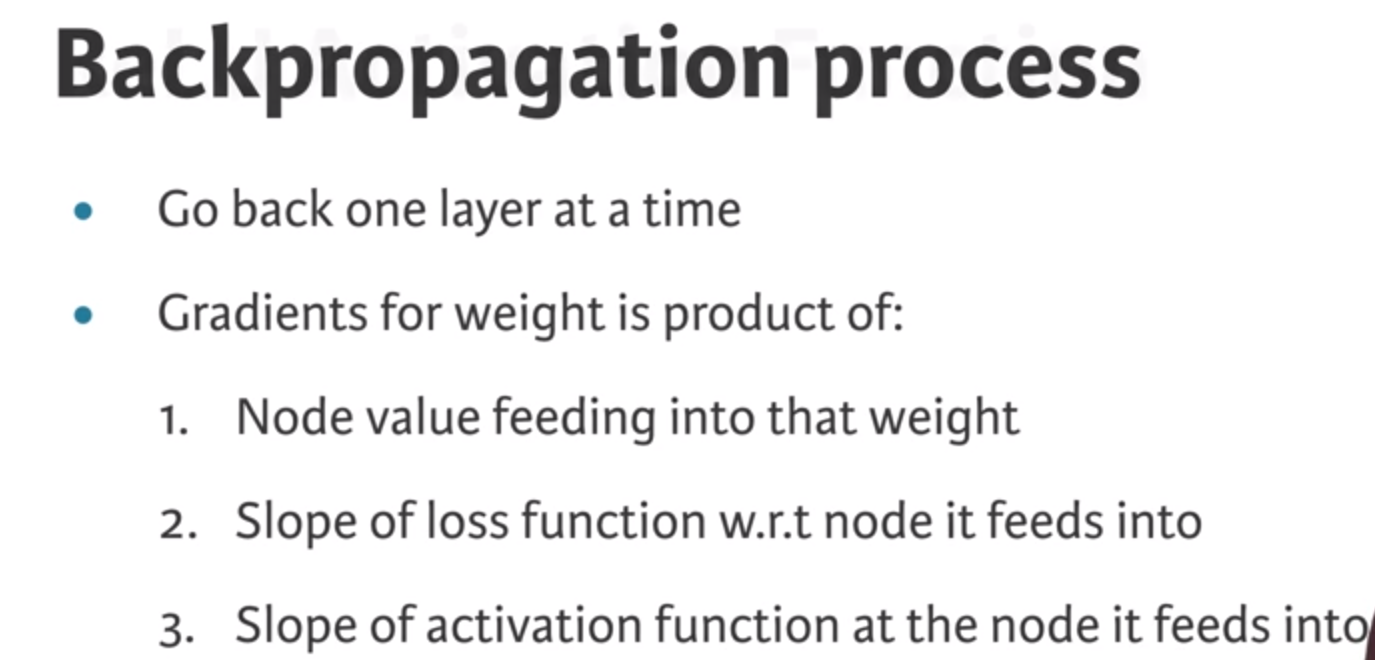 Backpropagation process
• Go back one layer at a time
• Gradients for weight is product of:
1. Node value feeding into that weight
2. Slope of loss function w.r.t node it feeds into
3. Slope of activation function at the node it feeds into